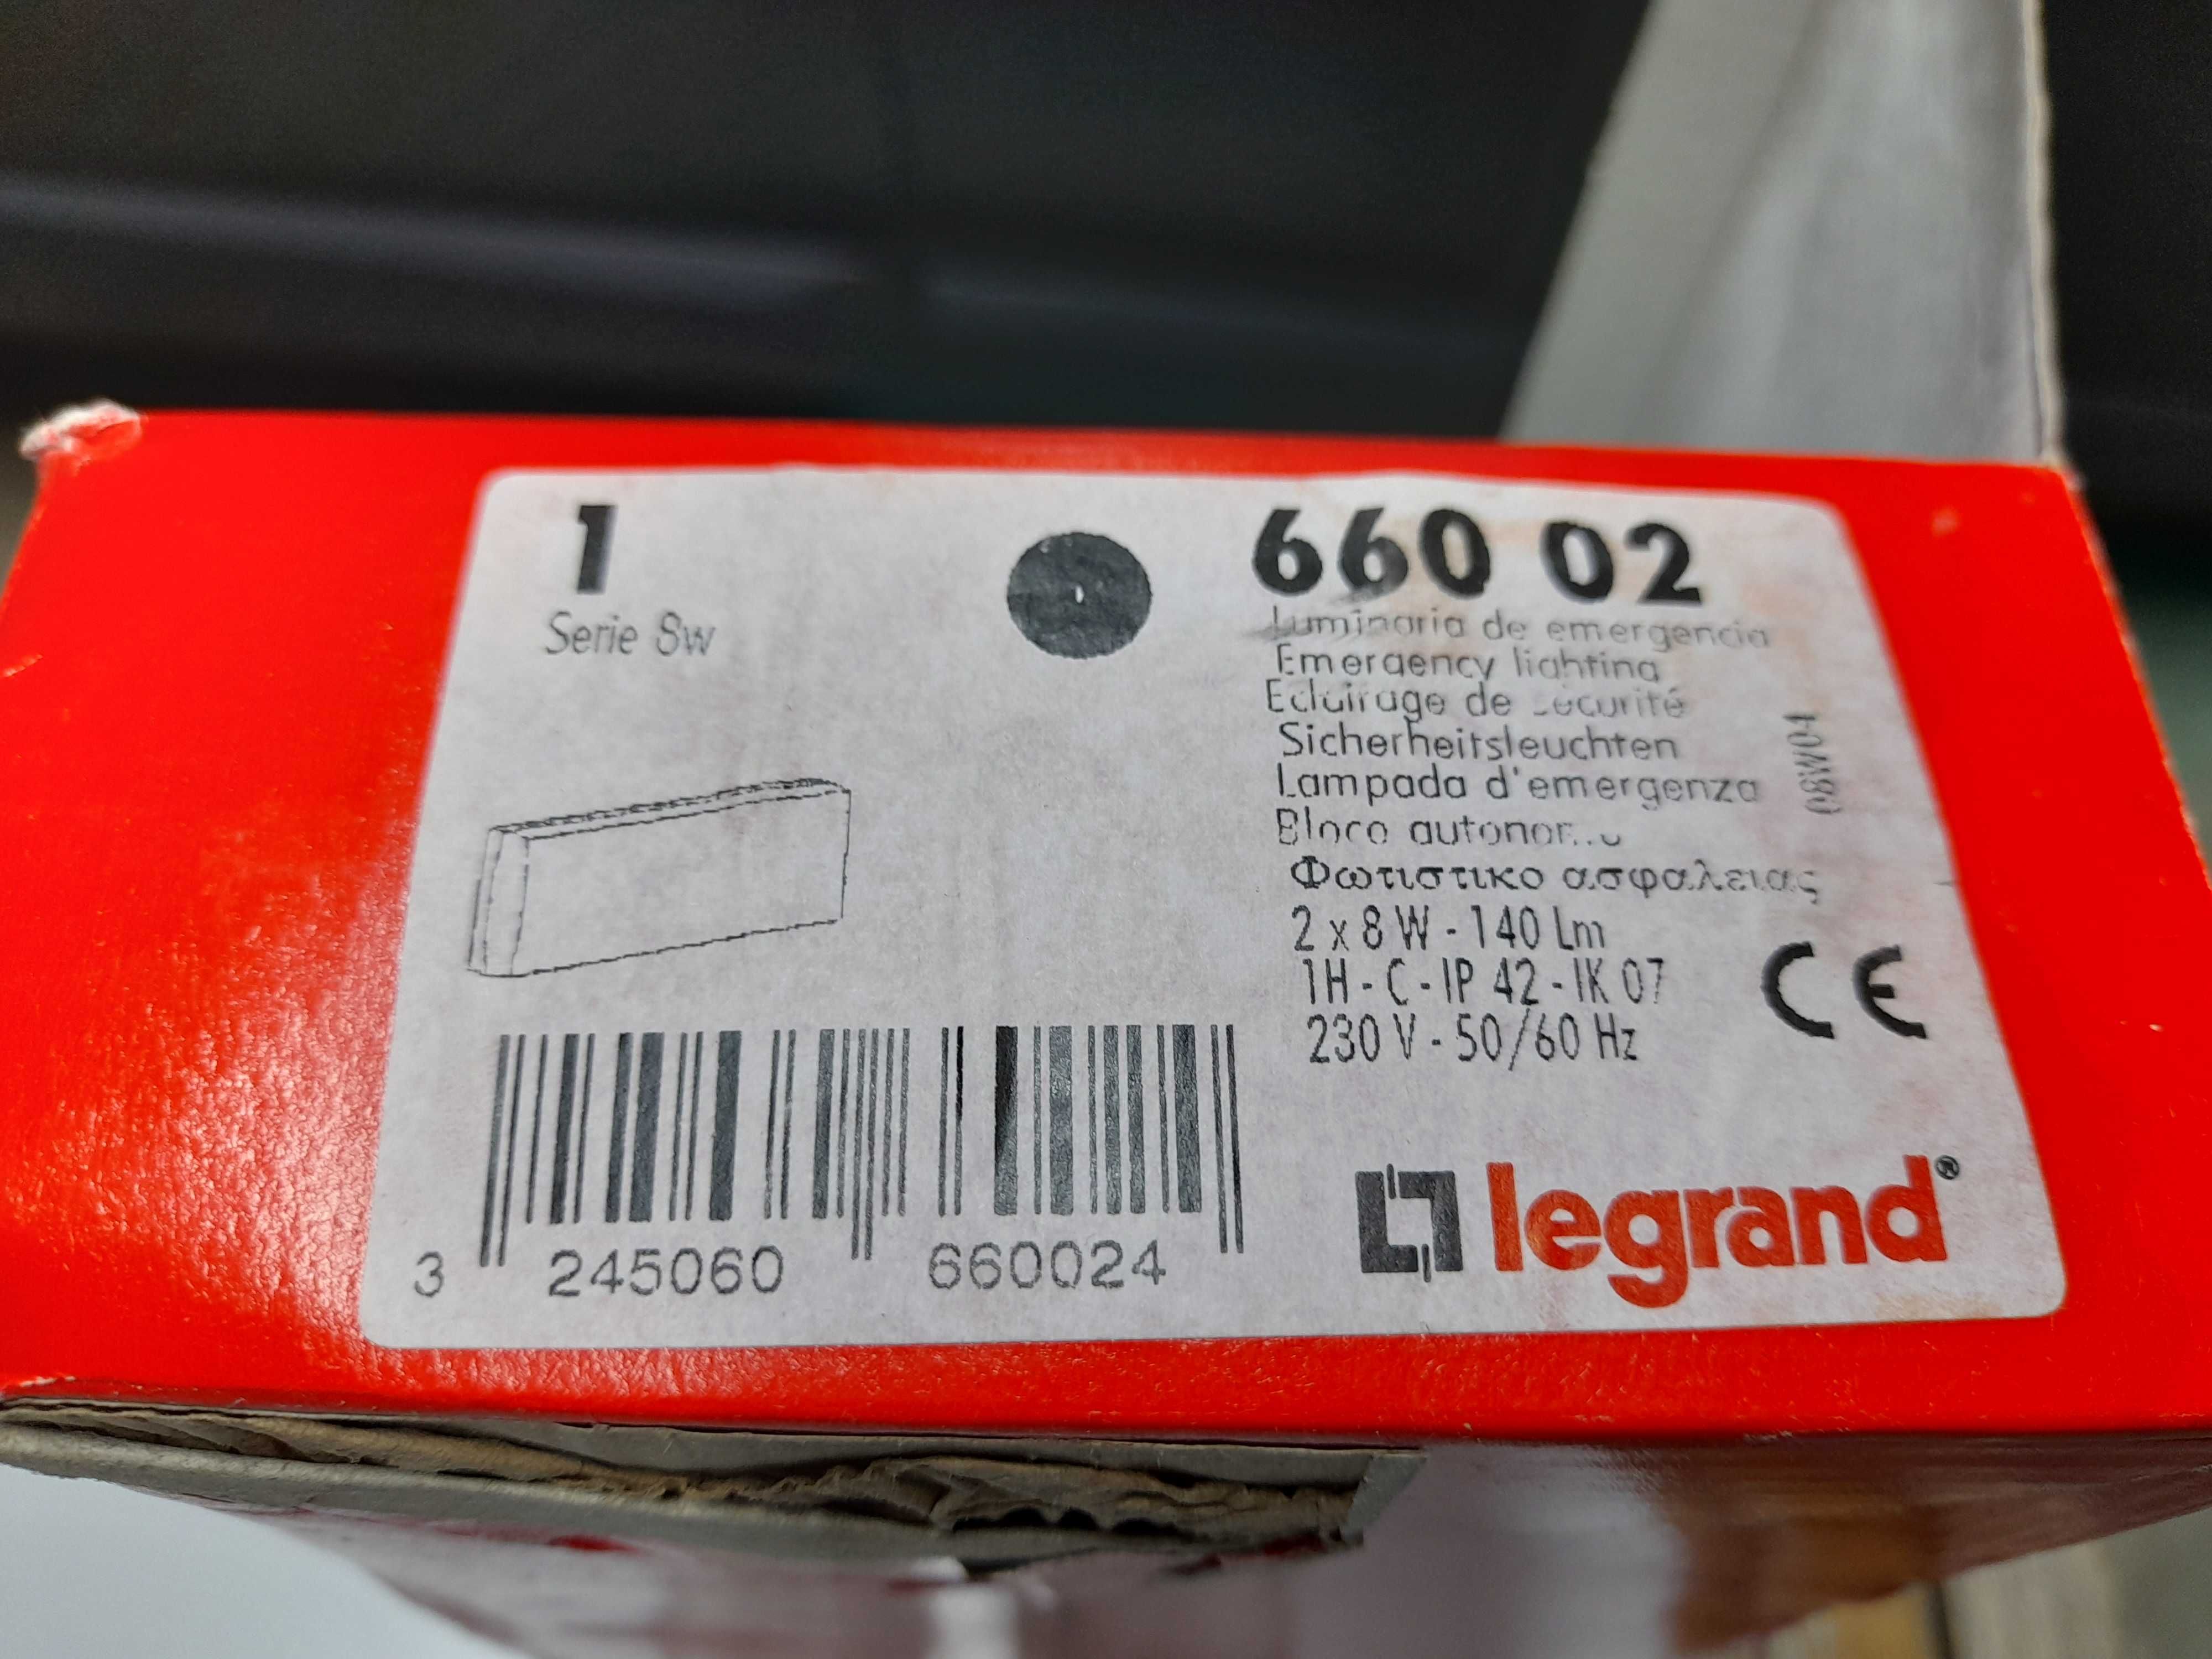 1
660 02
Serie 8w
Luminaria de emergencia
Emergency lighting
Eclairage de sécurité
Sicherheitsleuchten
Lampada d'emergenza
Bloco
Φωτιστικο ασφαλειας
2 x 8 W - 140 Lm
1H - C - IP 42 - IK 07
230 V - 50/60 Hz
08W04
CE
3 245060 660024
legrand®